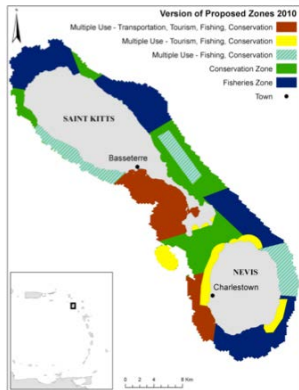 Version of Proposed Zones 2010
Multiple Use - Transportation, Tourism, Fishing, Conservation
Multiple Use - Tourism, Fishing, Conservation
Multiple Use - Fishing, Conservation
Conservation Zone
Fisheries Zone
Town
SAINT KITTS
Basseterre
NEVIS
Charlestown
0 2 4 8 Km